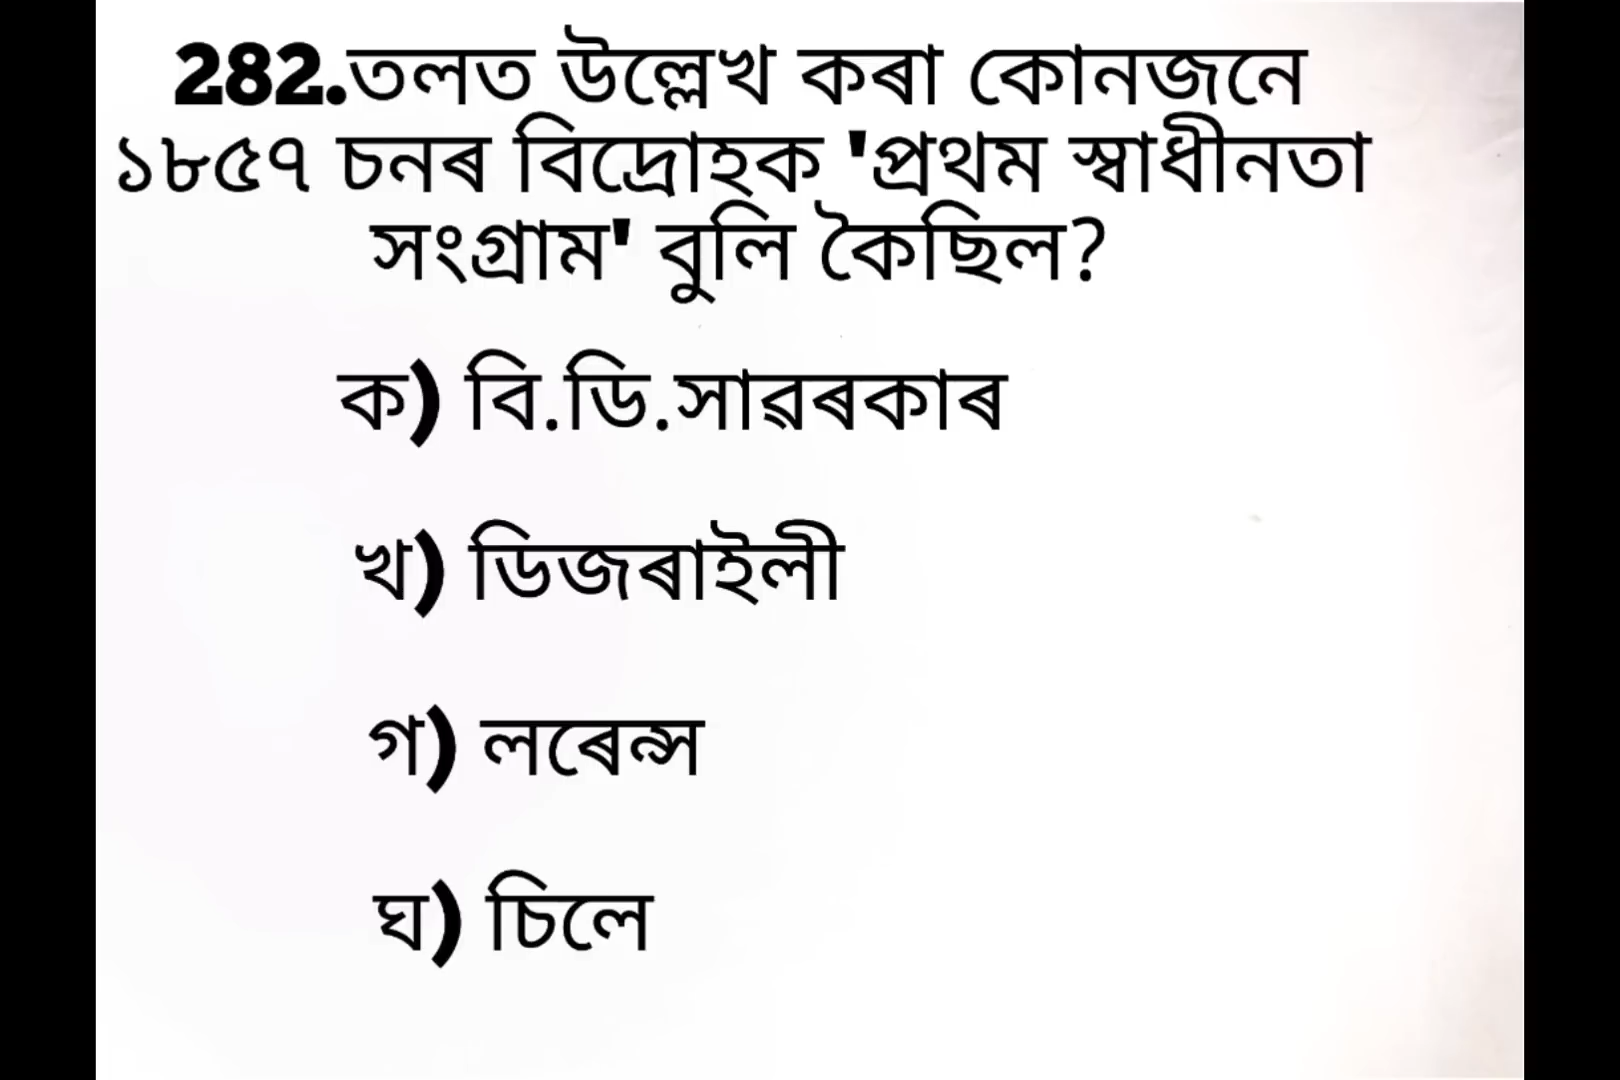 282.তলত উল্লেখ কৰা কোনজনে
১৮৫৭ চনৰ বিদ্ৰোহক 'প্ৰথম স্বাধীনতা
সংগ্ৰাম' বুলি কৈছিল?
ক) বি.ডি.সাৱৰকাৰ
খ) ডিজৰাইলী
গ) লৰেন্স
ঘ) চিলে